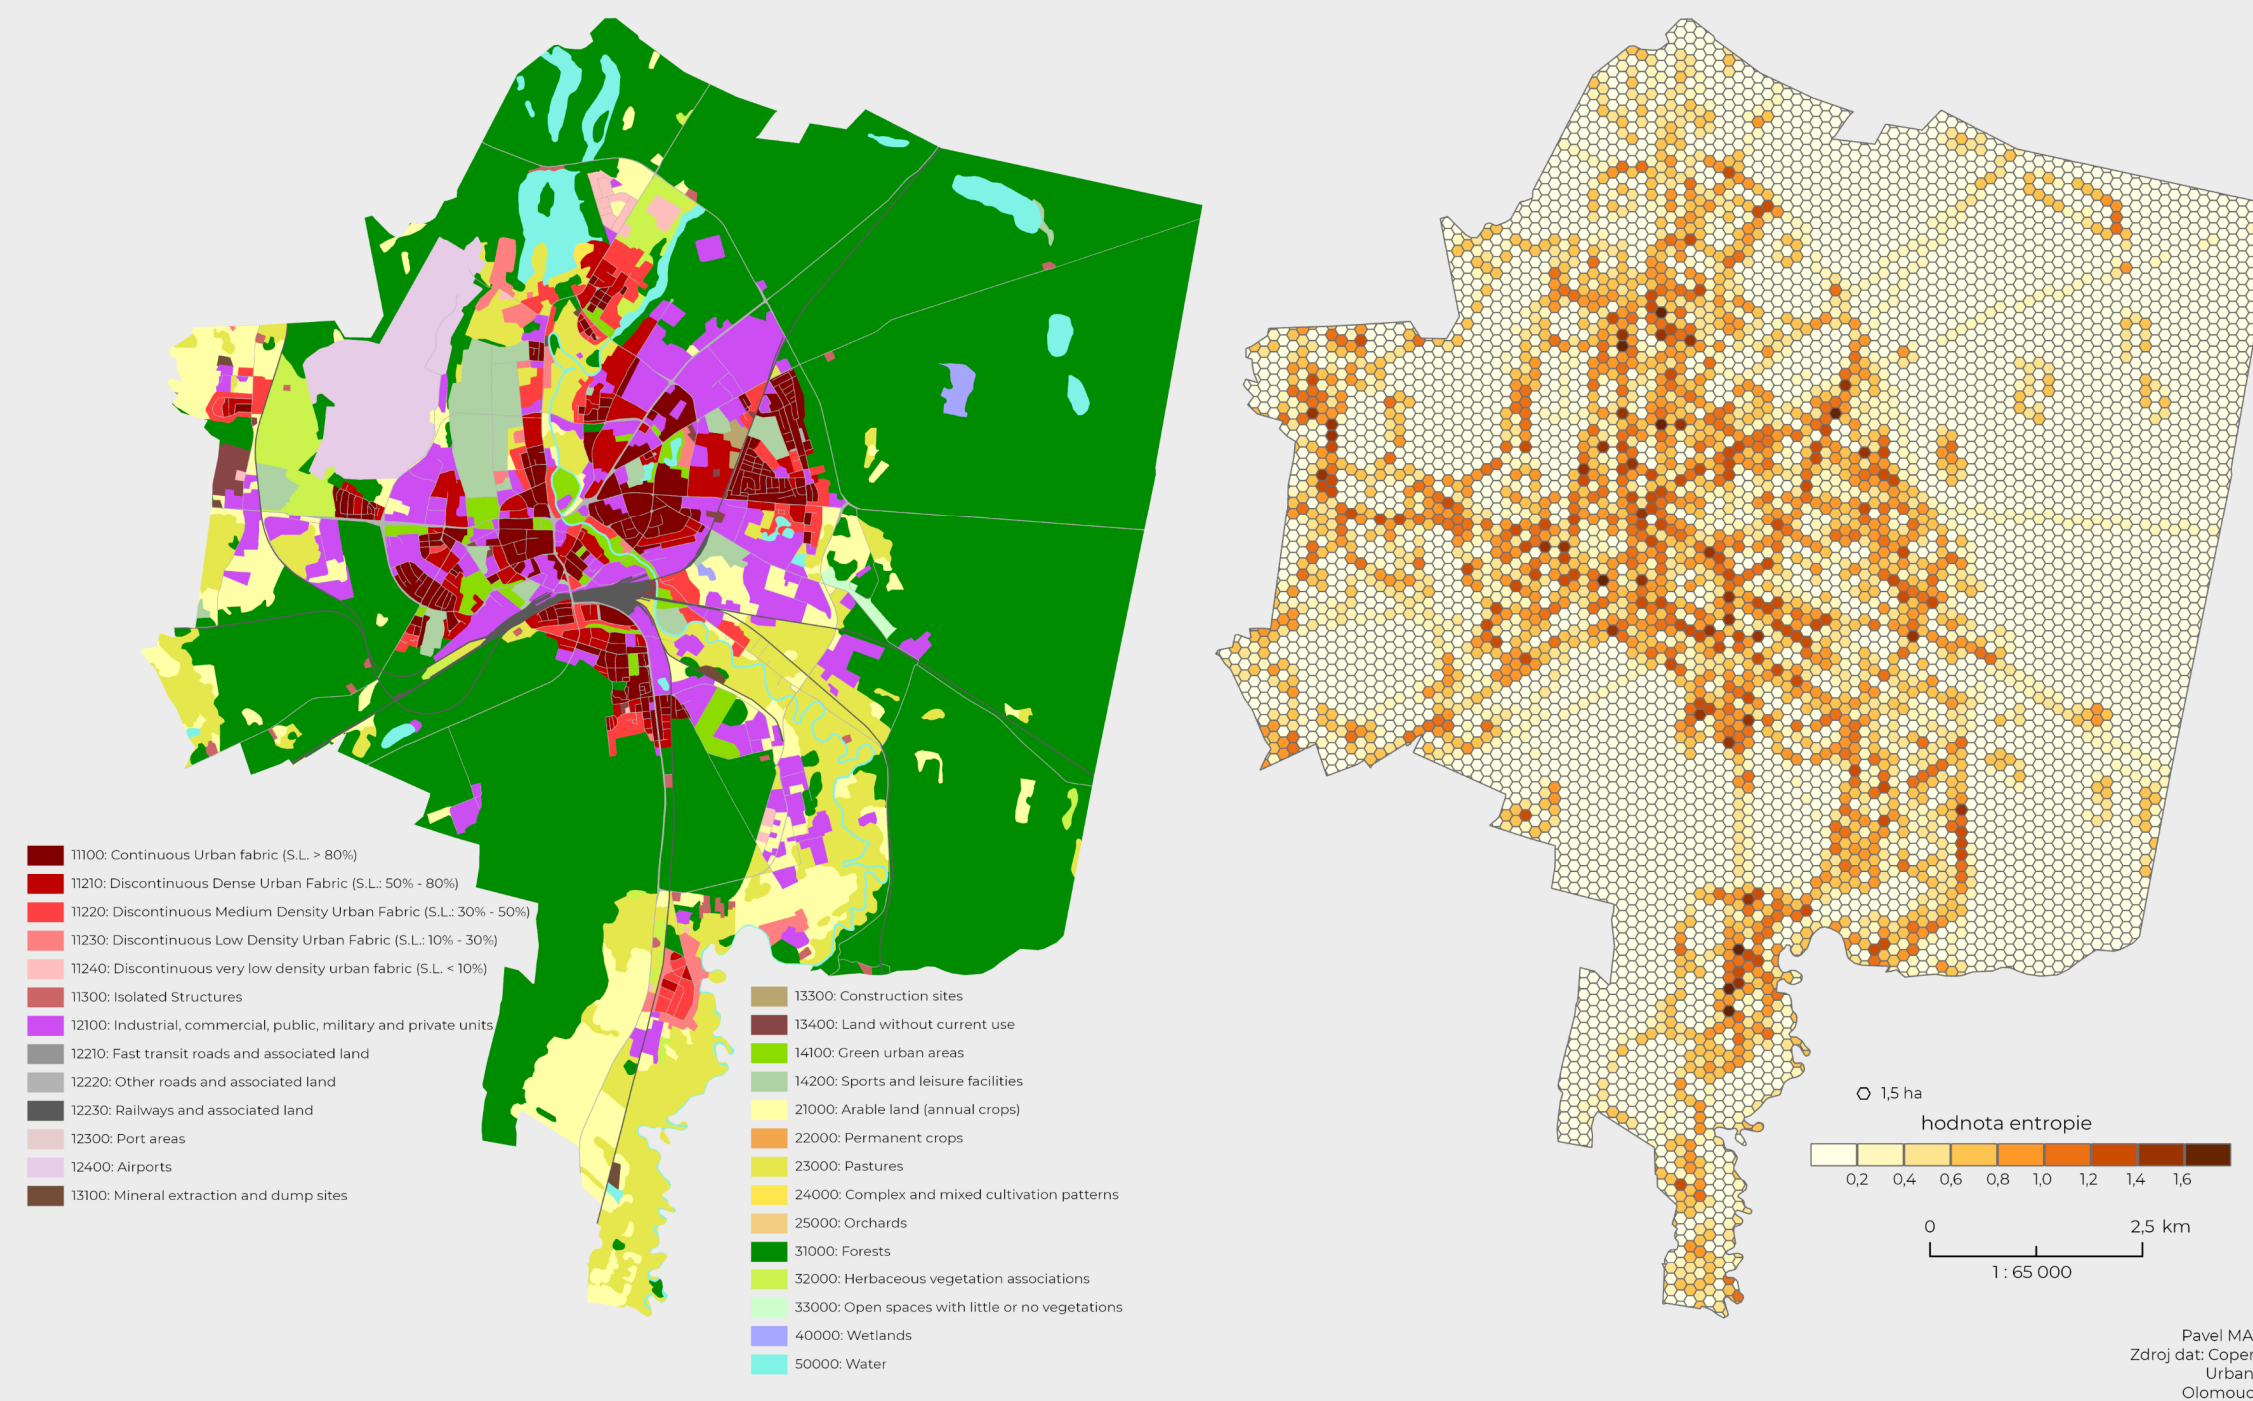 11100: Continuous Urban fabric (S.L. > 80%)
11210: Discontinuous Dense Urban Fabric (S.L.: 50% - 80%)
11220: Discontinuous Medium Density Urban Fabric (S.L.: 30% - 50%)
11230: Discontinuous Low Density Urban Fabric (S.L.: 10% - 30%)
11240: Discontinuous very low density urban fabric (S.L. < 10%)
11300: Isolated Structures
12100: Industrial, commercial, public, military and private units
12210: Fast transit roads and associated land
12220: Other roads and associated land
12230: Railways and associated land
12300: Port areas
12400: Airports
13100: Mineral extraction and dump sites
13300: Construction sites
13400: Land without current use
14100: Green urban areas
14200: Sports and leisure facilities
21000: Arable land (annual crops)
22000: Permanent crops
23000: Pastures
24000: Complex and mixed cultivation patterns
25000: Orchards
31000: Forests
32000: Herbaceous vegetation associations
33000: Open spaces with little or no vegetations
40000: Wetlands
50000: Water
1,5 ha
hodnota entropie
0,2 0,4 0,6 0,8 1,0 1,2 1,4 1,6
0 2,5 km
1 : 65 000
Pavel MA
Zdroj dat: Coper
Urban
Olomouc